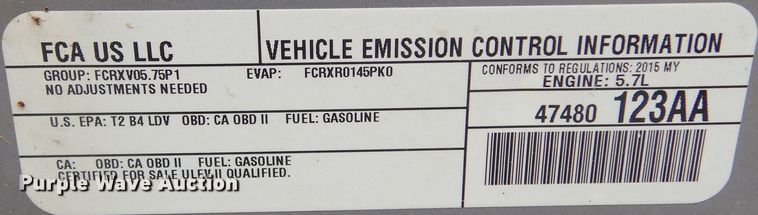 FCA US LLC
VEHICLE EMISSION CONTROL INFORMATION
GROUP: FCRXV05.75P1 EVAP: FCRXR0145PK0
NO ADJUSTMENTS NEEDED
CONFORMS TO REGULATIONS: 2015 MY
ENGINE: 5.7L
47480 123AA
U.S. EPA: T2 B4 LDV OBD: CA OBD II FUEL: GASOLINE
CA: OBD: CA OBD II FUEL: GASOLINE
CERTIFIED FOR SALE ULEV II QUALIFIED.
Purple Wave Auction